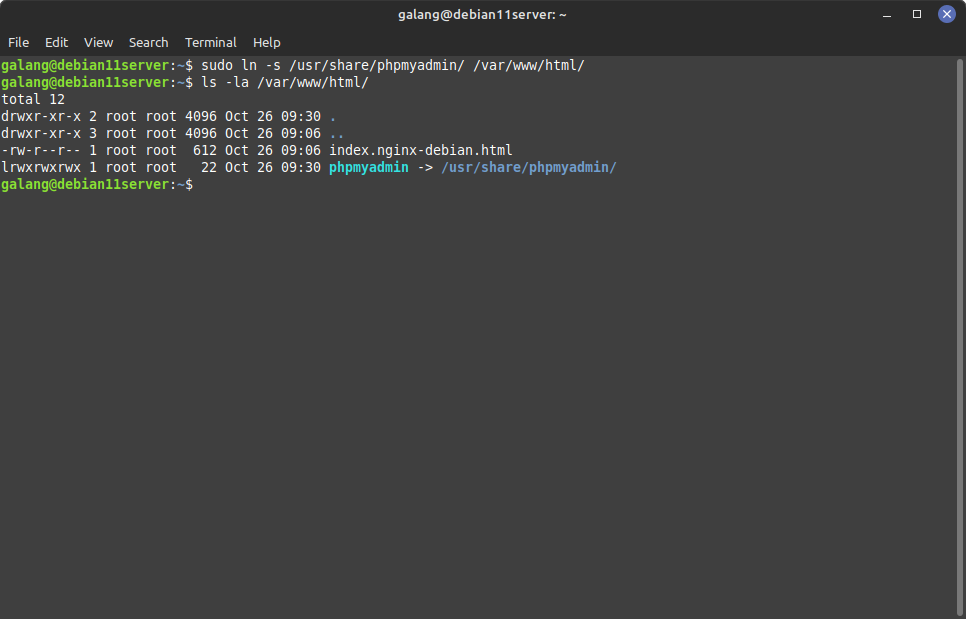 galang@debian11server: ~
File Edit View Search Terminal Help
galang@debian11server:~$ sudo ln -s /usr/share/phpmyadmin/ /var/www/html/
galang@debian11server:~$ ls -la /var/www/html/
total 12
drwxr-xr-x 2 root root 4096 Oct 26 09:30 .
drwxr-xr-x 3 root root 4096 Oct 26 09:06 ..
-rw-r--r-- 1 root root  612 Oct 26 09:06 index.nginx-debian.html
lrwxrwxrwx 1 root root   22 Oct 26 09:30 phpmyadmin -> /usr/share/phpmyadmin/
galang@debian11server:~$